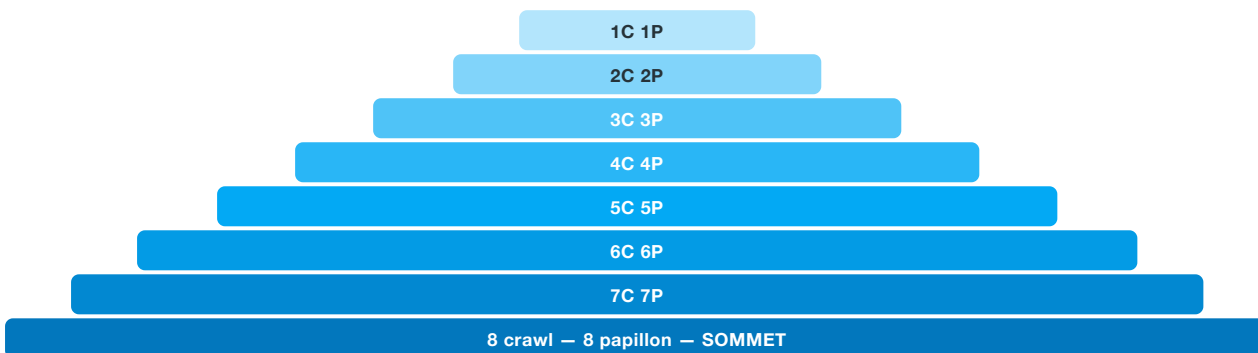 1C 1P
2C 2P
3C 3P
4C 4P
5C 5P
6C 6P
7C 7P
8 crawl — 8 papillon — SOMMET